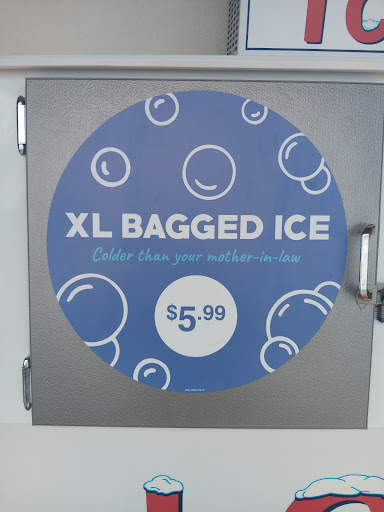 XL BAGGED ICE
Colder than your mother-in-law
$5.99